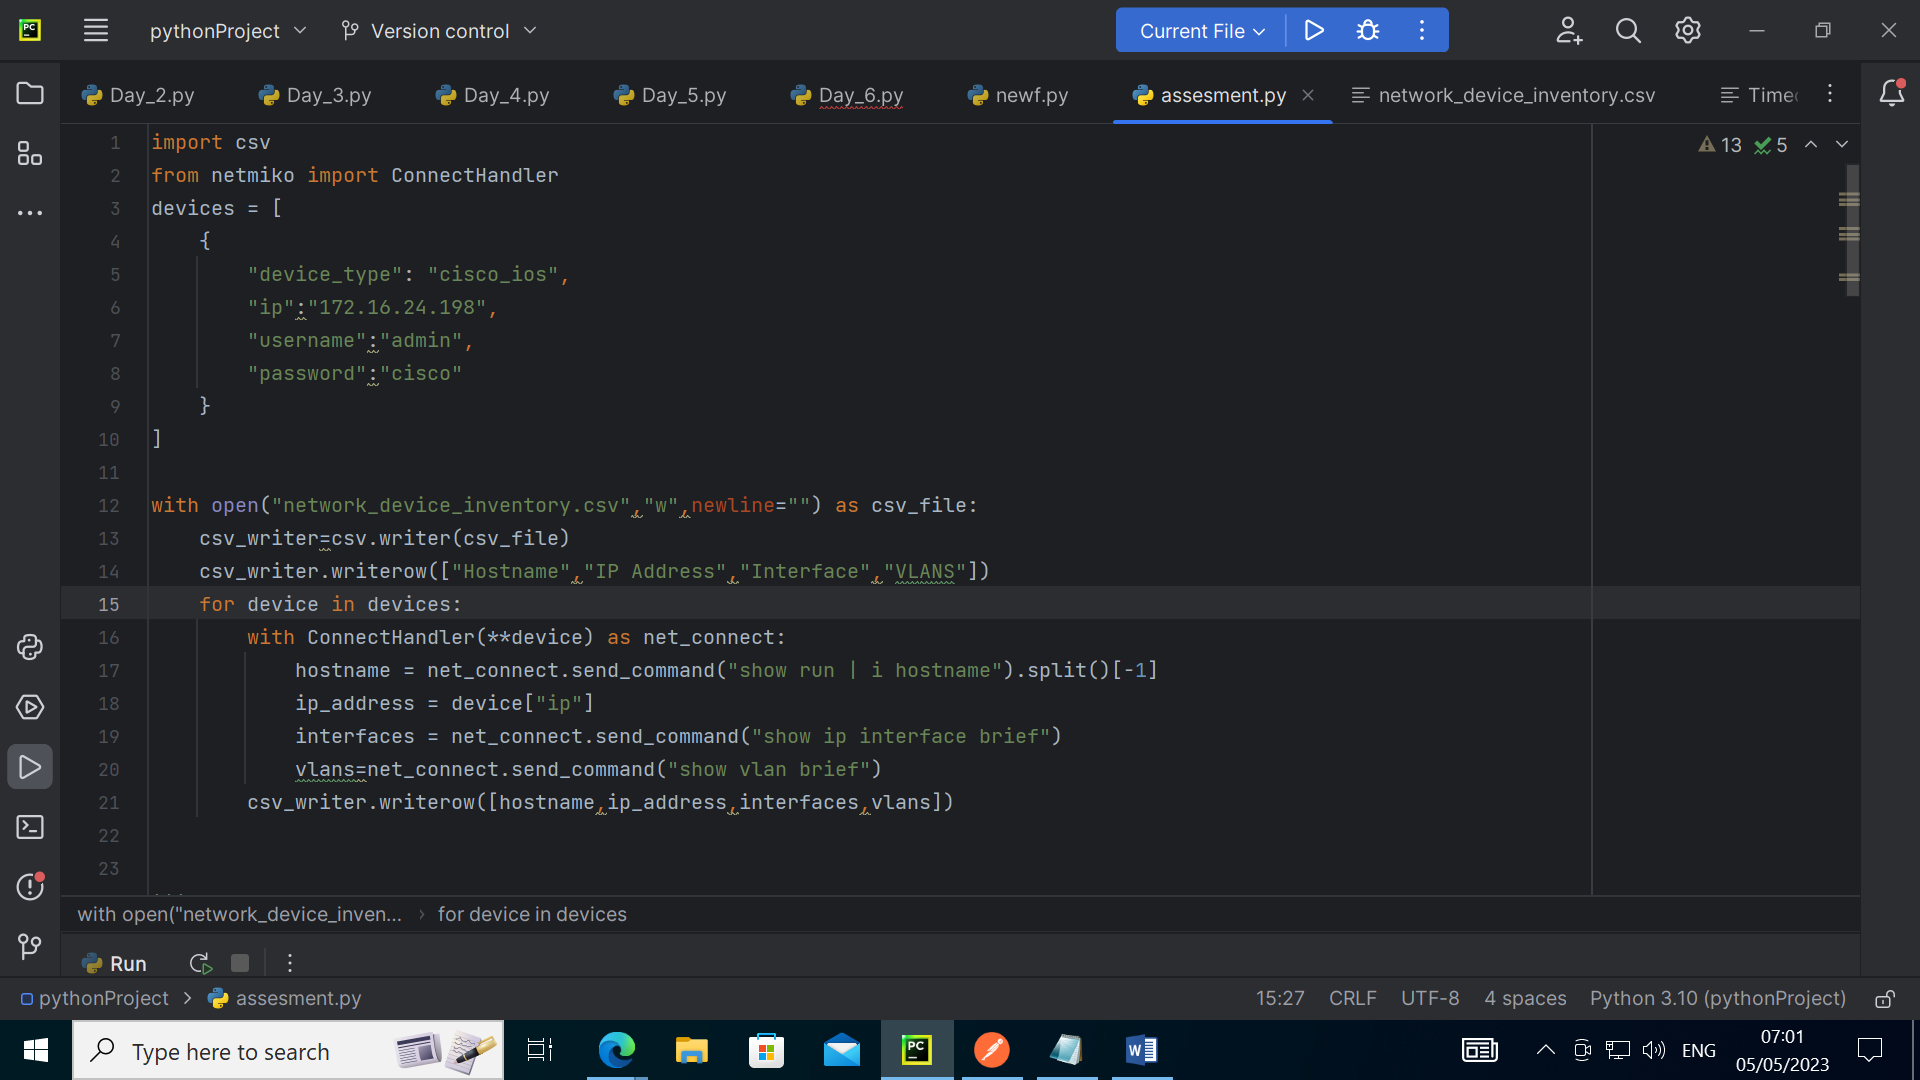 pythonProject Version control Current File
Day_2.py Day_3.py Day_4.py Day_5.py Day_6.py newf.py assesment.py network_device_inventory.csv
13 5
1 import csv
2 from netmiko import ConnectHandler
3 devices = [
4 {
5 "device_type": "cisco_ios",
6 "ip":"172.16.24.198",
7 "username":"admin",
8 "password":"cisco"
9 }
10 ]
11
12 with open("network_device_inventory.csv","w",newline="") as csv_file:
13 csv_writer=csv.writer(csv_file)
14 csv_writer.writerow(["Hostname","IP Address","Interface","VLANS"])
15 for device in devices:
16 with ConnectHandler(**device) as net_connect:
17 hostname = net_connect.send_command("show run | i hostname").split()[-1]
18 ip_address = device["ip"]
19 interfaces = net_connect.send_command("show ip interface brief")
20 vlans=net_connect.send_command("show vlan brief")
21 csv_writer.writerow([hostname,ip_address,interfaces,vlans])
22
23
with open("network_device_inven... › for device in devices
Run
pythonProject > assesment.py 15:27 CRLF UTF-8 4 spaces Python 3.10 (pythonProject)
Type here to search ENG 07:01
05/05/2023